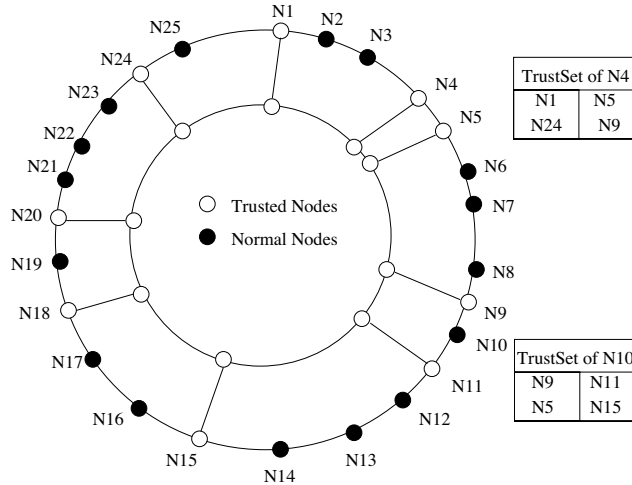 N1
N2
N3
N4
N5
N6
N7
N8
N9
N10
N11
N12
N13
N14
N15
N16
N17
N18
N19
N20
N21
N22
N23
N24
N25
Trusted Nodes
Normal Nodes
TrustSet of N4
N1 N5
N24 N9
TrustSet of N10
N9 N11
N5 N15